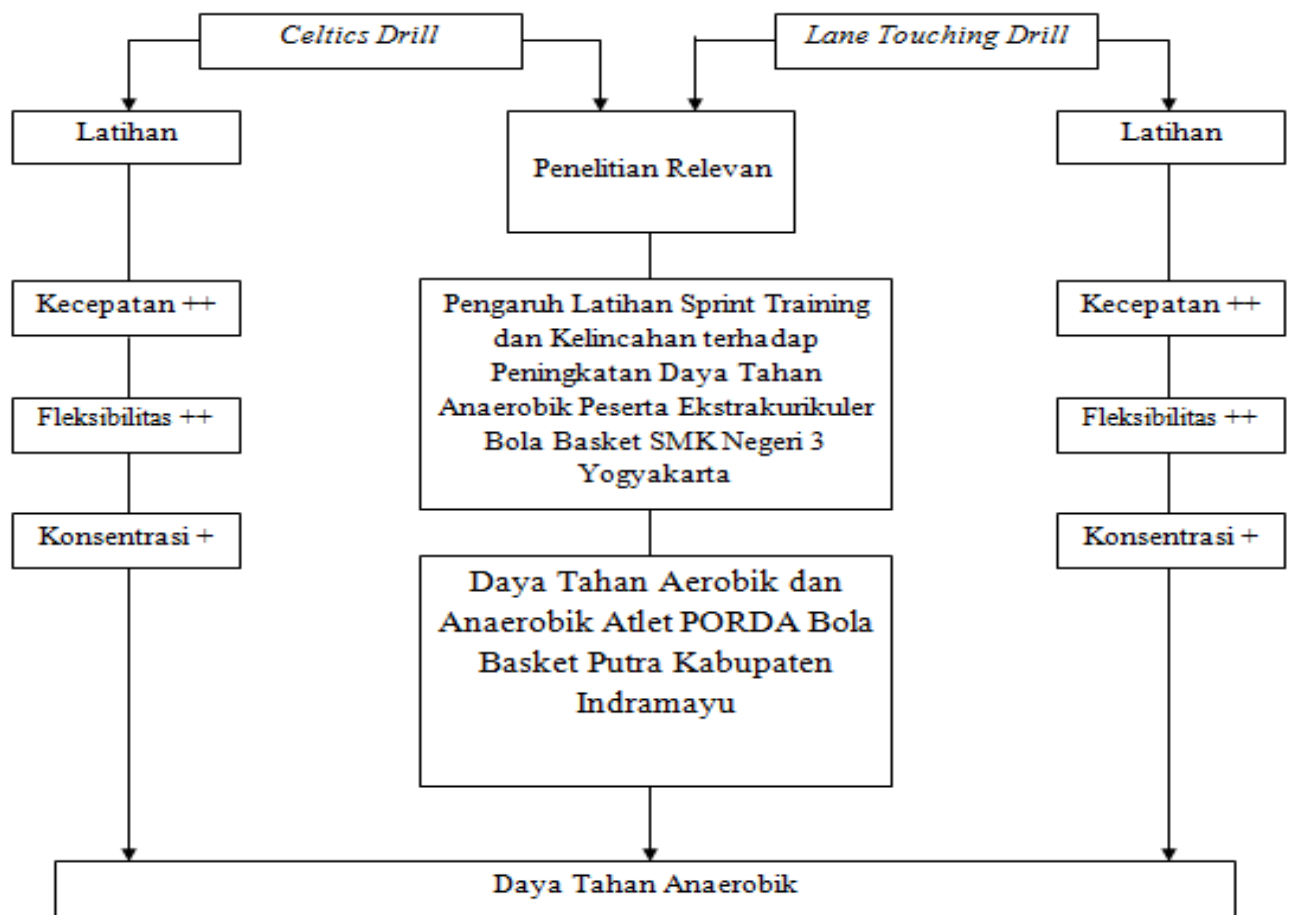 Celtics Drill
Lane Touching Drill
Latihan
Penelitian Relevan
Latihan
Kecepatan ++
Pengaruh Latihan Sprint Training
dan Kelincahan terhadap
Peningkatan Daya Tahan
Anaerobik Peserta Ekstrakurikuler
Bola Basket SMK Negeri 3
Yogyakarta
Kecepatan ++
Fleksibilitas ++
Fleksibilitas ++
Konsentrasi +
Konsentrasi +
Daya Tahan Aerobik dan
Anaerobik Atlet PORDA Bola
Basket Putra Kabupaten
Indramayu
Daya Tahan Anaerobik